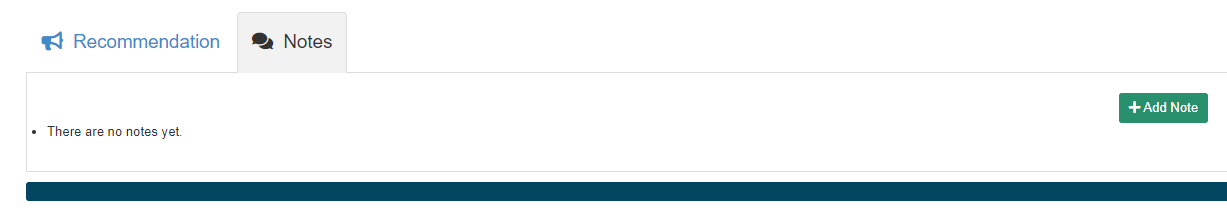 Recommendation Notes
Add Note
There are no notes yet.